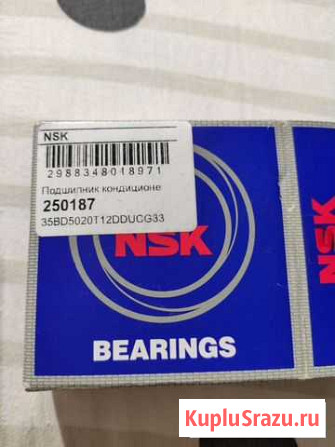 NSK
2988348018971
Подшипник кондиционе
250187
35BD5020T12DDUCG33
NSK
BEARINGS
NSK
KupluSrazu.ru